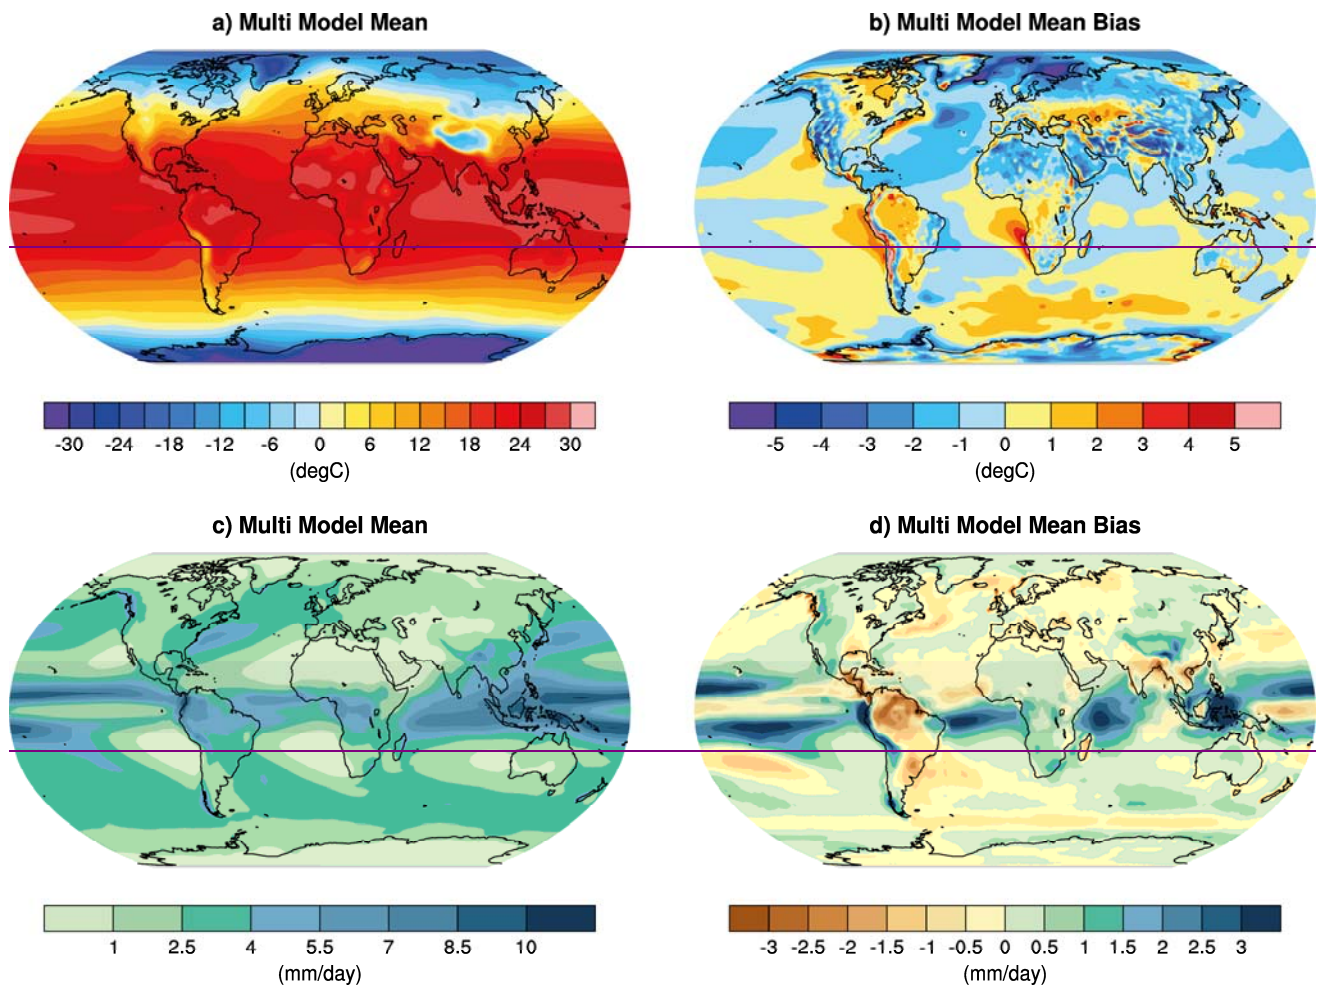 a) Multi Model Mean
b) Multi Model Mean Bias
-30 -24 -18 -12 -6 0 6 12 18 24 30
(degC)
-5 -4 -3 -2 -1 0 1 2 3 4 5
(degC)
c) Multi Model Mean
d) Multi Model Mean Bias
1 2.5 4 5.5 7 8.5 10
(mm/day)
-3 -2.5 -2 -1.5 -1 -0.5 0 0.5 1 1.5 2 2.5 3
(mm/day)